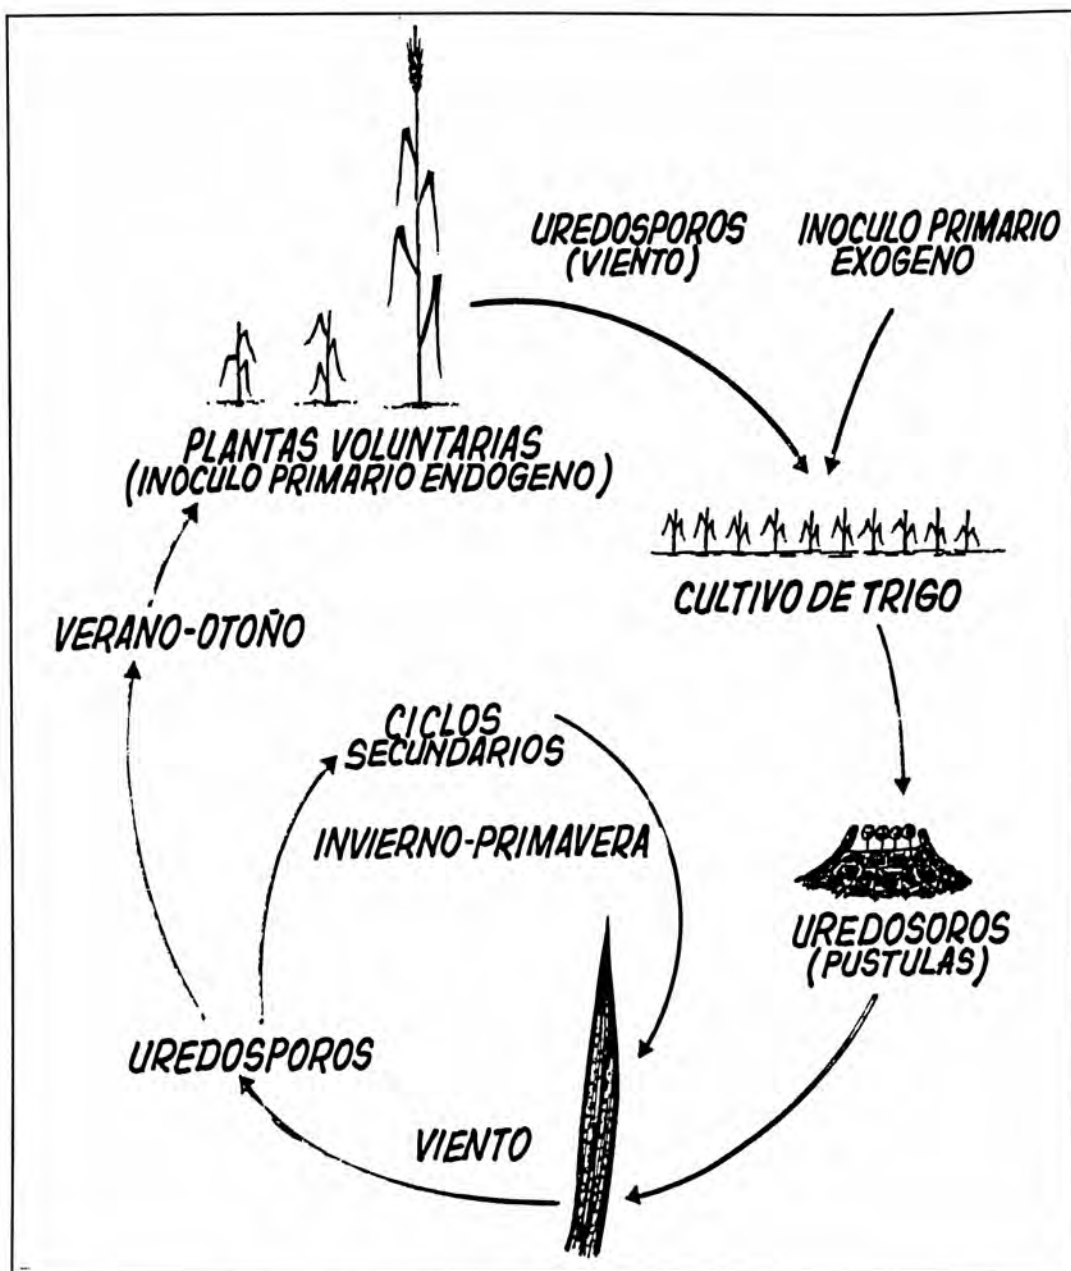 UREDOSPOROS
(VIENTO)
INOCULO PRIMARIO
EXOGENO
PLANTAS VOLUNTARIAS
(INOCULO PRIMARIO ENDOGENO)
CULTIVO DE TRIGO
VERANO-OTOÑO
CICLOS
SECUNDARIOS
INVIERNO-PRIMAVERA
UREDOSOROS
(PUSTULAS)
UREDOSPOROS
VIENTO